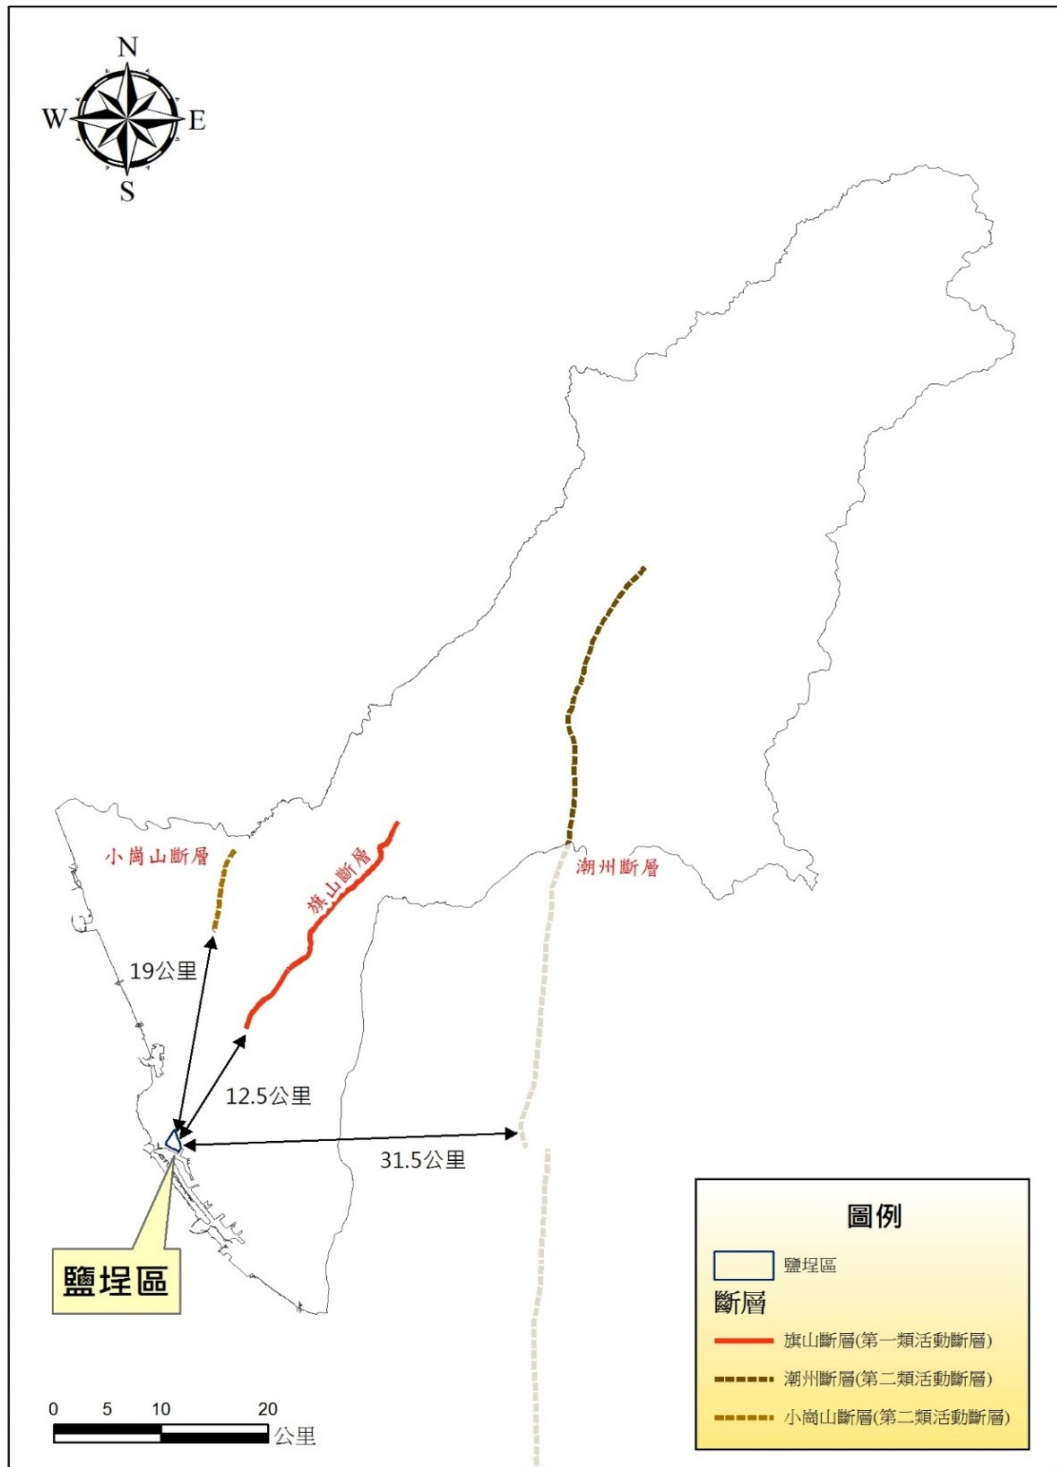 N
W
E
S
小崗山斷層
旗山斷層
潮州斷層
19公里
12.5公里
31.5公里
鹽埕區
圖例
鹽埕區
斷層
旗山斷層(第一類活動斷層)
潮州斷層(第二類活動斷層)
小崗山斷層(第二類活動斷層)
0 5 10 20
公里